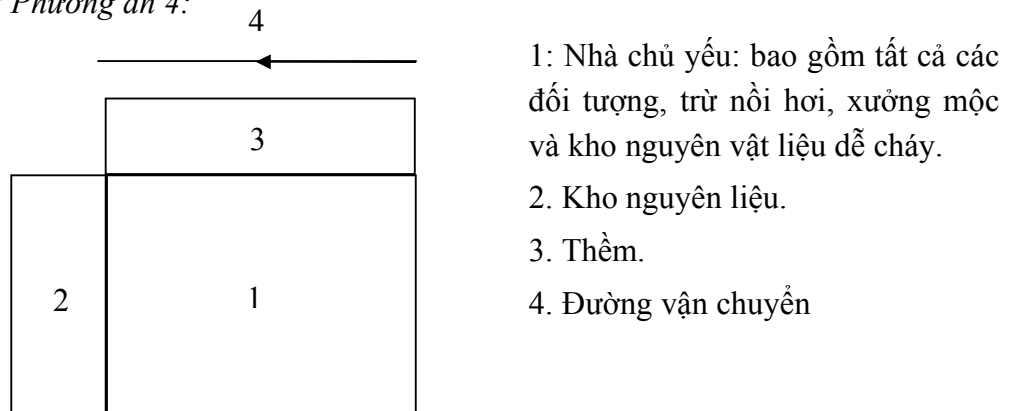 Phương án 4:
4
3
2
1
1: Nhà chủ yếu: bao gồm tất cả các
đối tượng, trừ nồi hơi, xưởng mộc
và kho nguyên vật liệu dễ cháy.
2. Kho nguyên liệu.
3. Thềm.
4. Đường vận chuyển